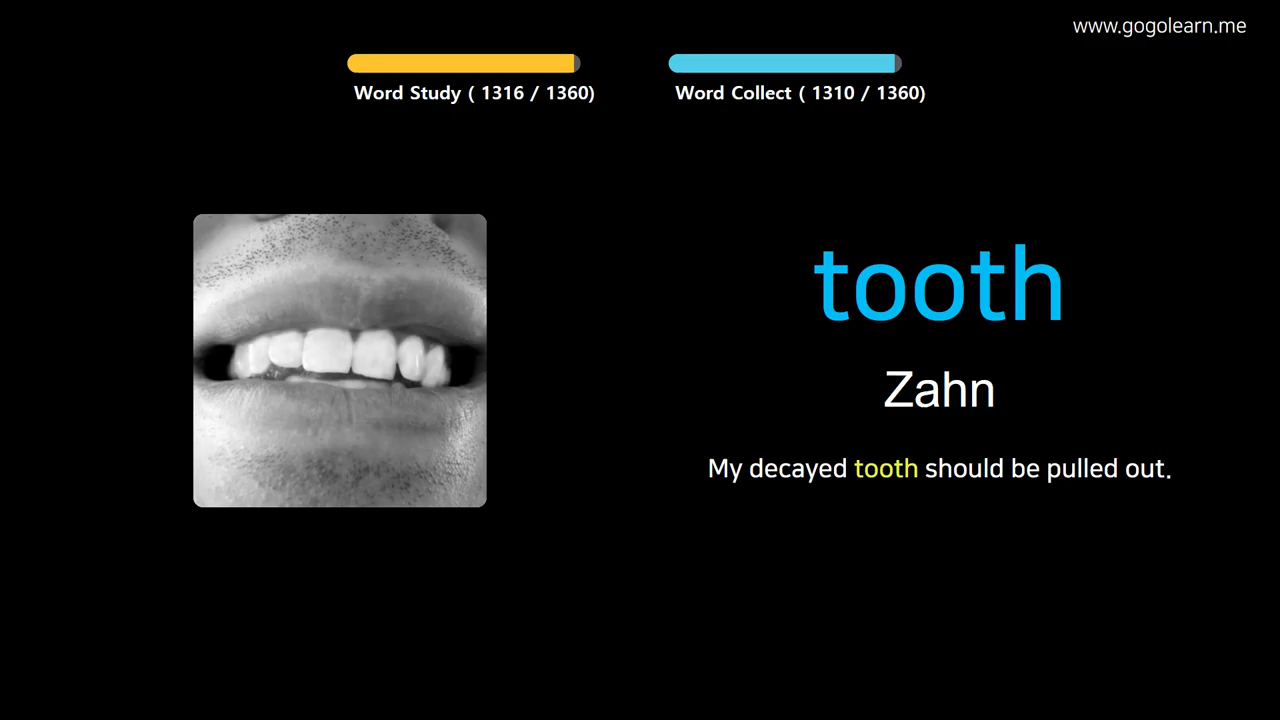 www.gogolearn.me
Word Study ( 1316 / 1360)
Word Collect ( 1310 / 1360)
tooth
Zahn
My decayed tooth should be pulled out.